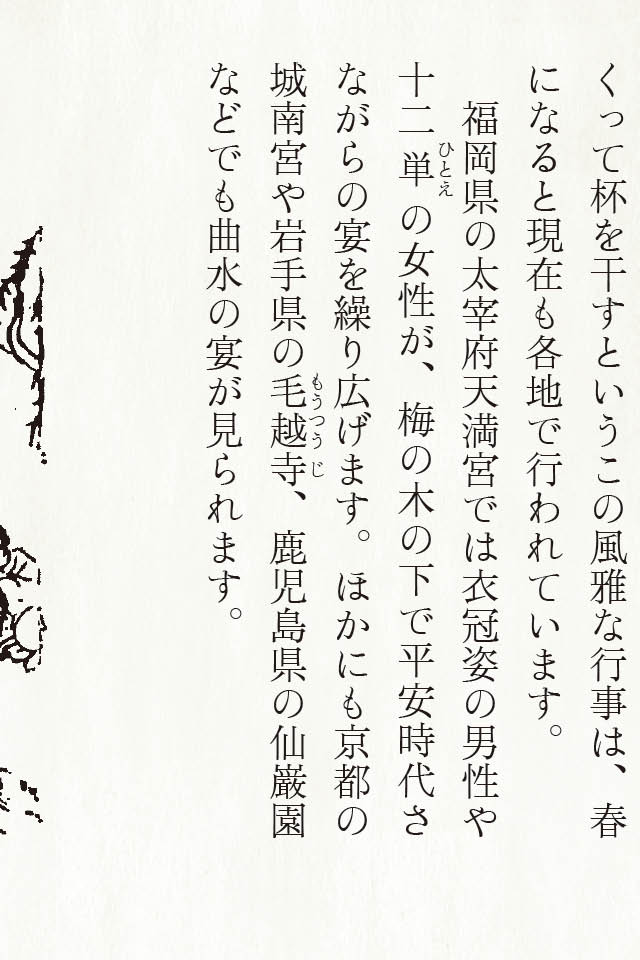 くって杯を干すというこの風雅な行事は、春
になると現在も各地で行われています。
福岡県の太宰府天満宮では衣冠姿の男性や
十二単の女性が、梅の木の下で平安時代さ
ひとえ
ながらの宴を繰り広げます。ほかにも京都の
城南宮や岩手県の毛越寺、鹿児島県の仙巌園
もうつうじ
などでも曲水の宴が見られます。